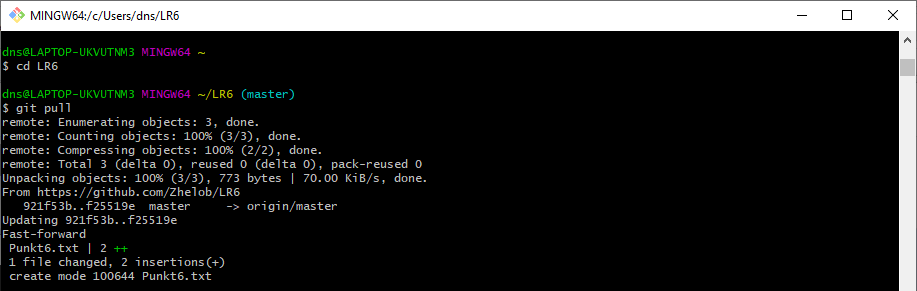 MINGW64:/c/Users/dns/LR6
dns@LAPTOP-UKVUTNM3 MINGW64 ~
$ cd LR6
dns@LAPTOP-UKVUTNM3 MINGW64 ~/LR6 (master)
$ git pull
remote: Enumerating objects: 3, done.
remote: Counting objects: 100% (3/3), done.
remote: Compressing objects: 100% (2/2), done.
remote: Total 3 (delta 0), reused 0 (delta 0), pack-reused 0
Unpacking objects: 100% (3/3), 773 bytes | 70.00 KiB/s, done.
From https://github.com/Zhelob/LR6
   921f53b..f25519e  master     -> origin/master
Updating 921f53b..f25519e
Fast-forward
 Punkt6.txt | 2 ++
 1 file changed, 2 insertions(+)
 create mode 100644 Punkt6.txt